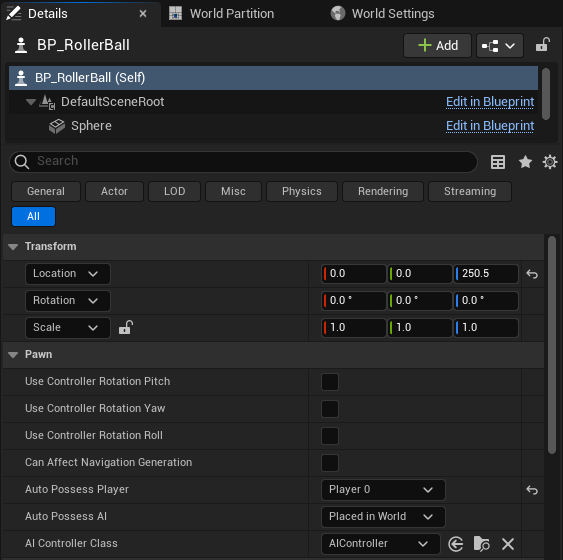 Details World Partition World Settings
BP_RollerBall Add
BP_RollerBall (Self)
DefaultSceneRoot Edit in Blueprint
Sphere Edit in Blueprint
Search
General Actor LOD Misc Physics Rendering Streaming
All
Transform
Location 0.0 0.0 250.5
Rotation 0.0 ° 0.0 ° 0.0 °
Scale 1.0 1.0 1.0
Pawn
Use Controller Rotation Pitch
Use Controller Rotation Yaw
Use Controller Rotation Roll
Can Affect Navigation Generation
Auto Possess Player Player 0
Auto Possess AI Placed in World
AI Controller Class AIController